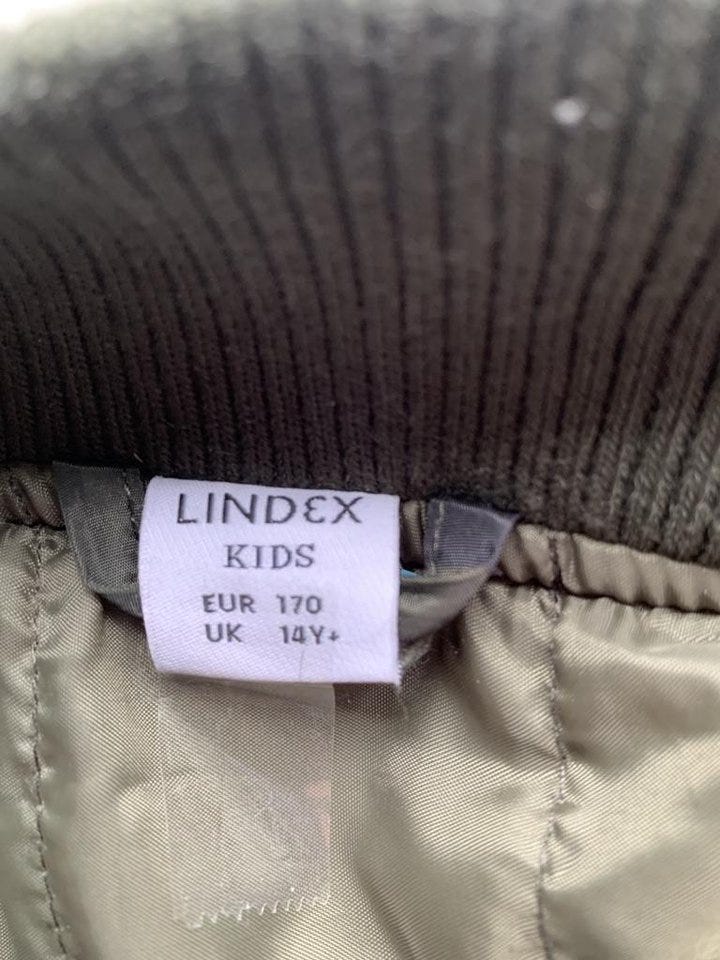 LINDEX
KIDS
EUR 170
UK 14Y+